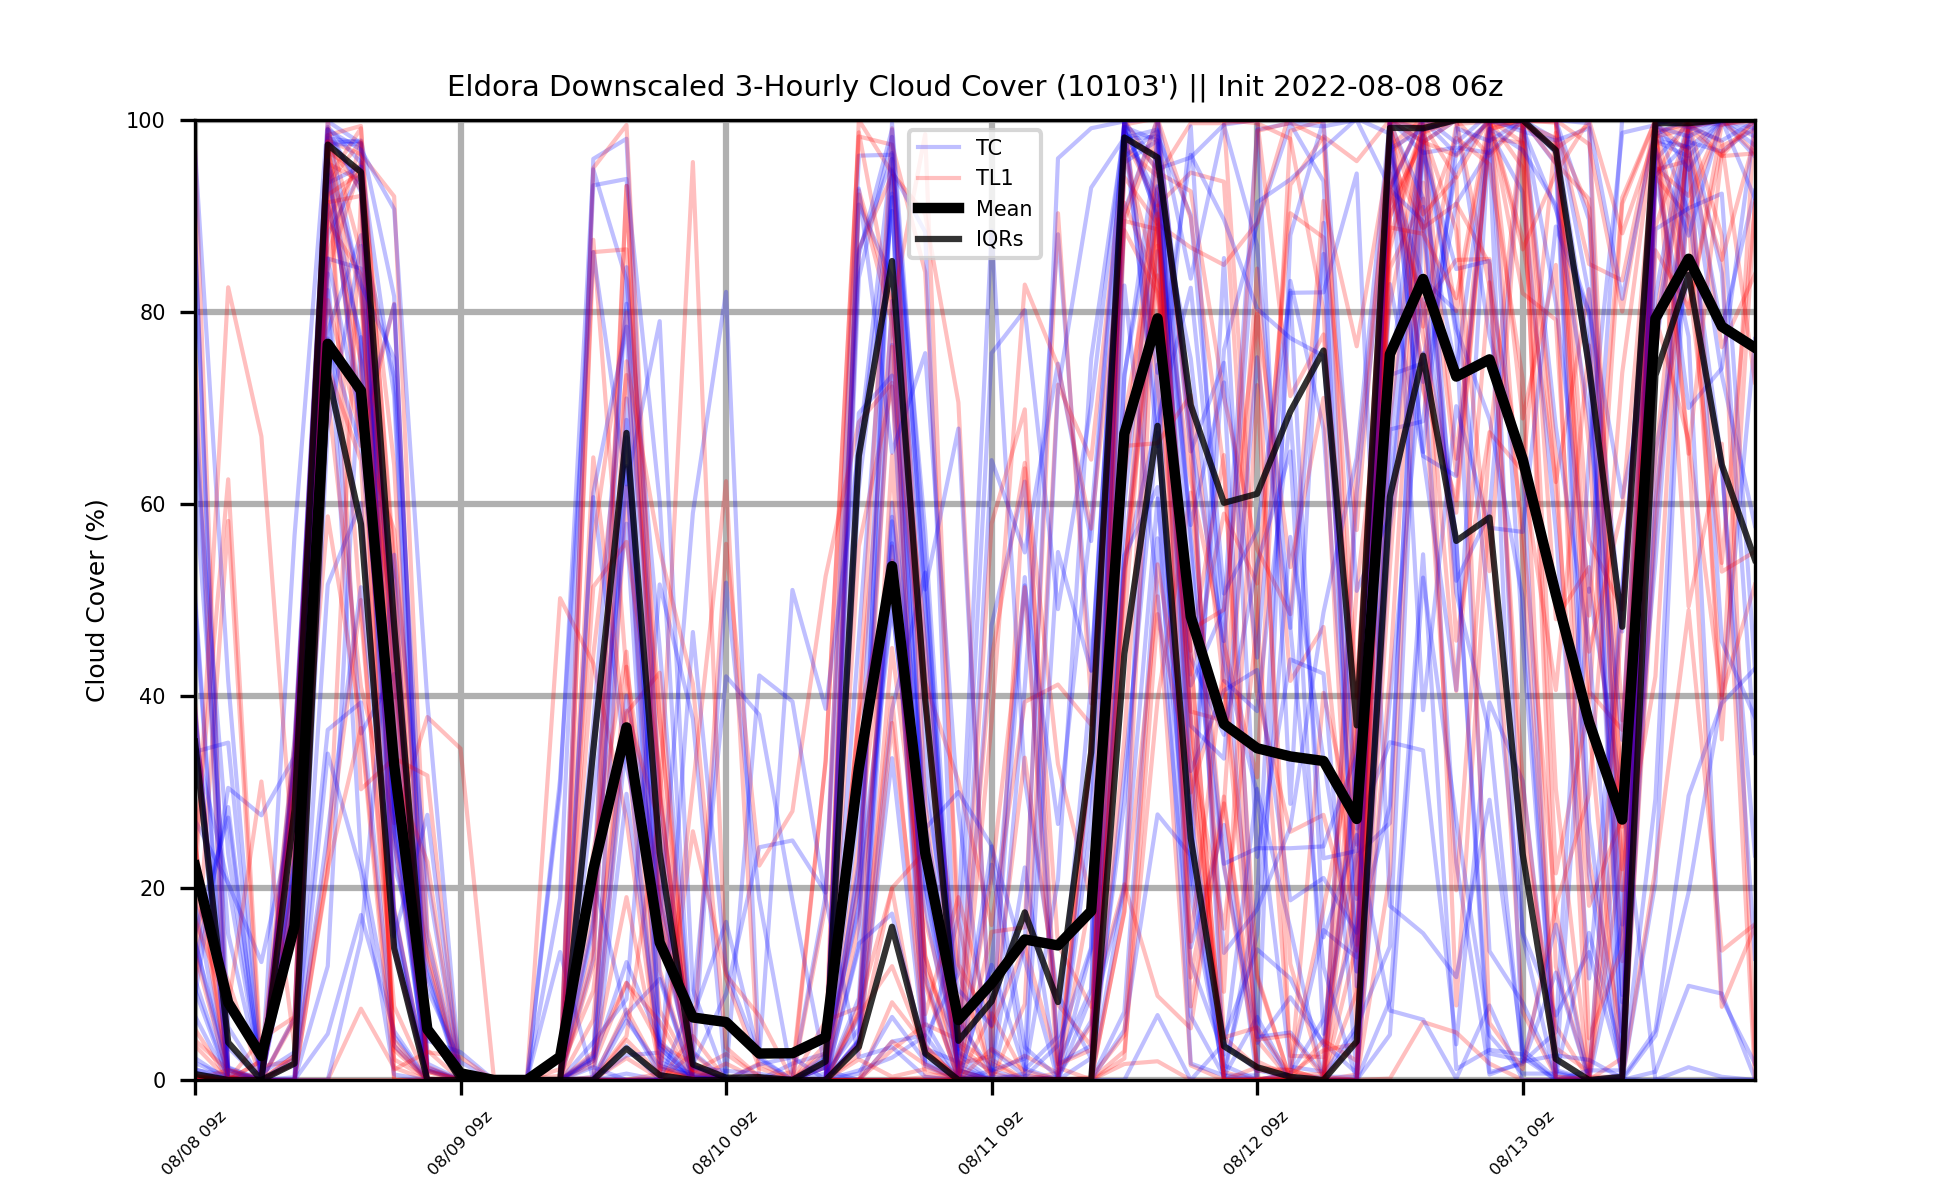 Eldora Downscaled 3-Hourly Cloud Cover (10103') || Init 2022-08-08 06z
Cloud Cover (%)
100
80
60
40
20
0
TC
TL1
Mean
IQRs
08/08 09z
08/09 09z
08/10 09z
08/11 09z
08/12 09z
08/13 09z